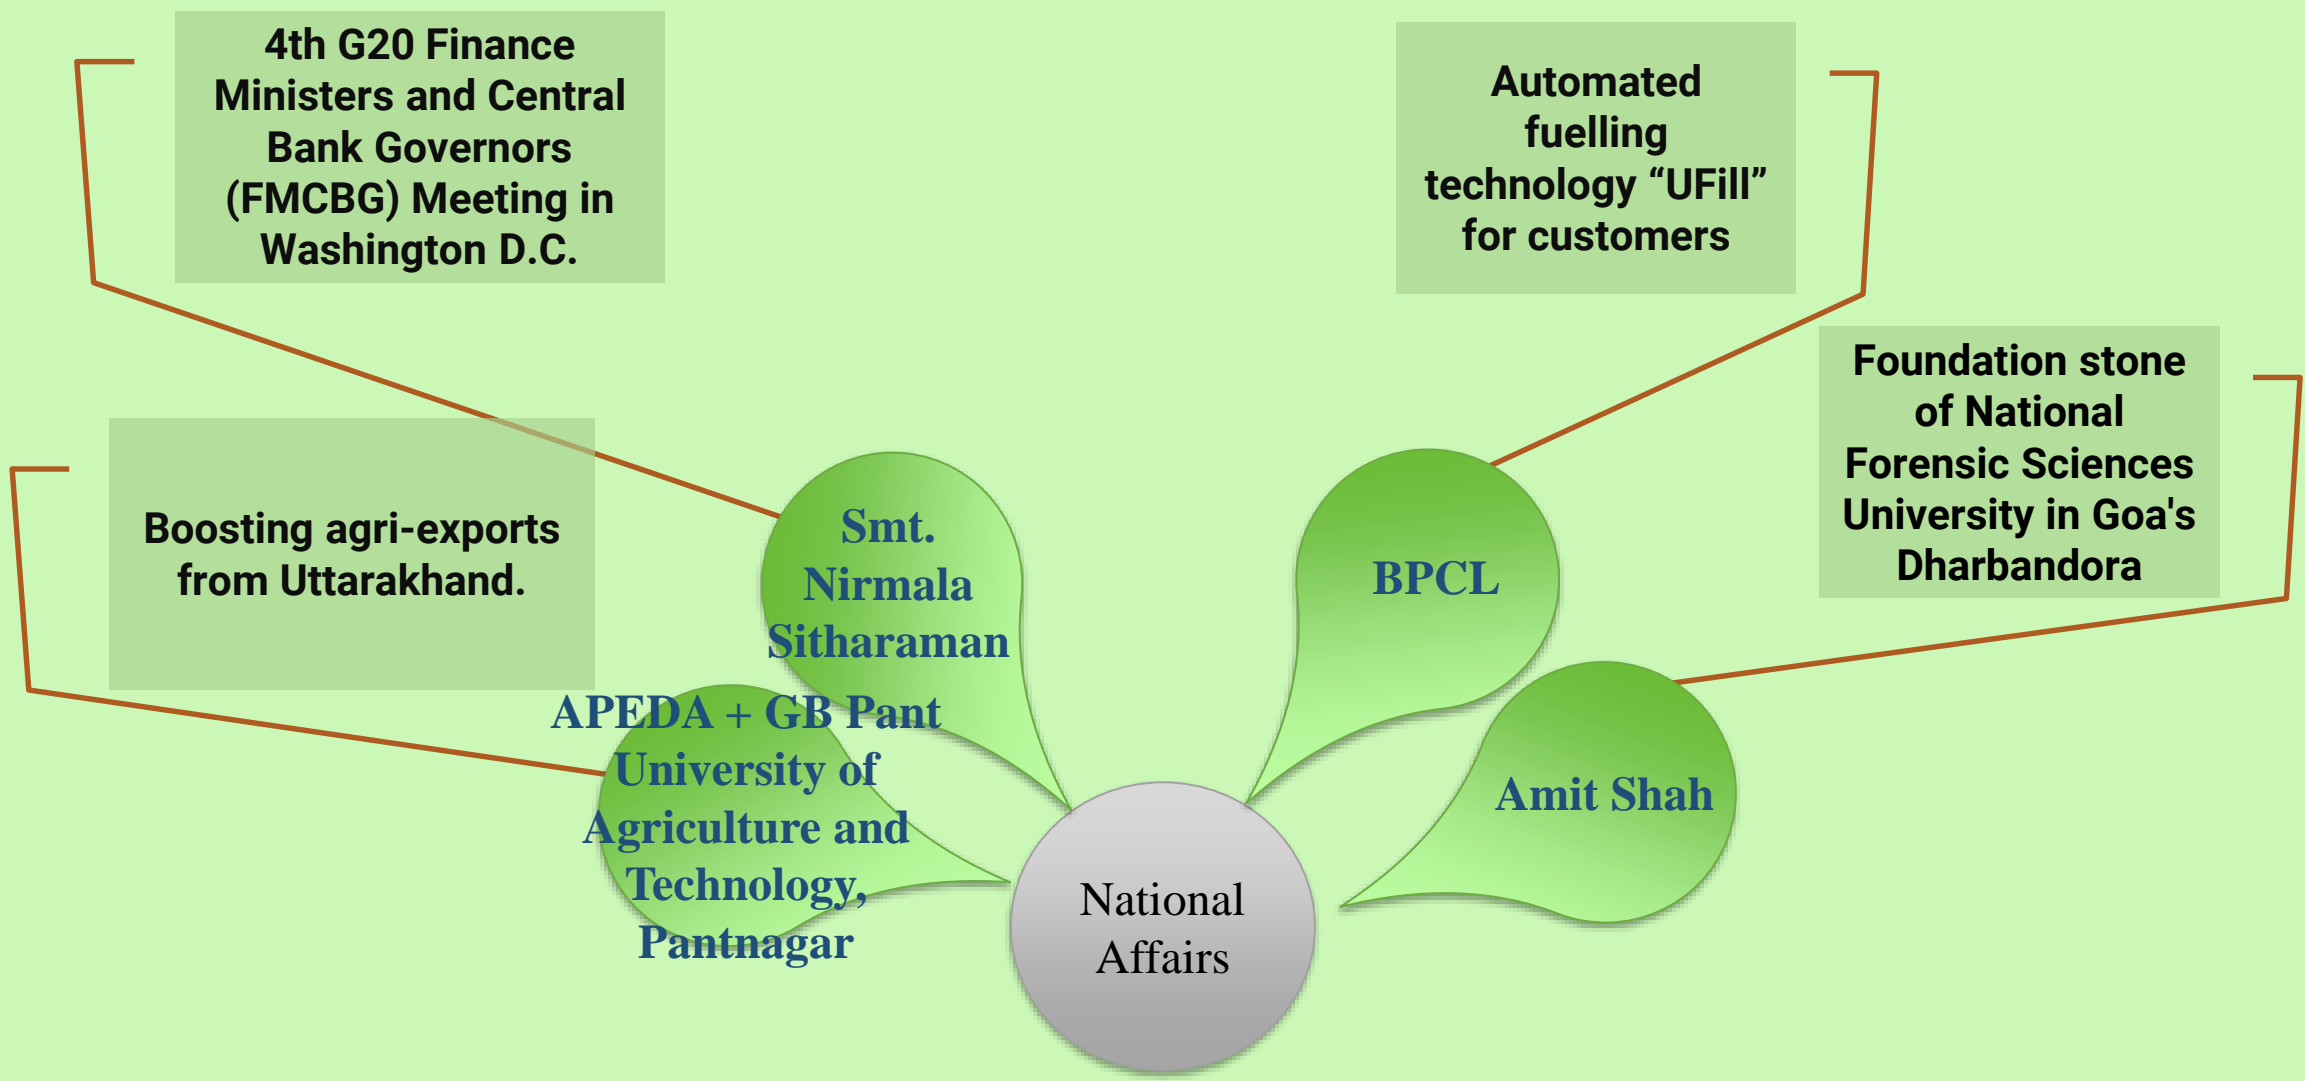 4th G20 Finance
Ministers and Central
Bank Governors
(FMCBG) Meeting in
Washington D.C.
Automated
fuelling
technology “UFill”
for customers
Foundation stone
of National
Forensic Sciences
University in Goa's
Dharbandora
Boosting agri-exports
from Uttarakhand.
Smt.
Nirmala
Sitharaman
BPCL
APEDA + GB Pant
University of
Agriculture and
Technology,
Pantnagar
Amit Shah
National
Affairs